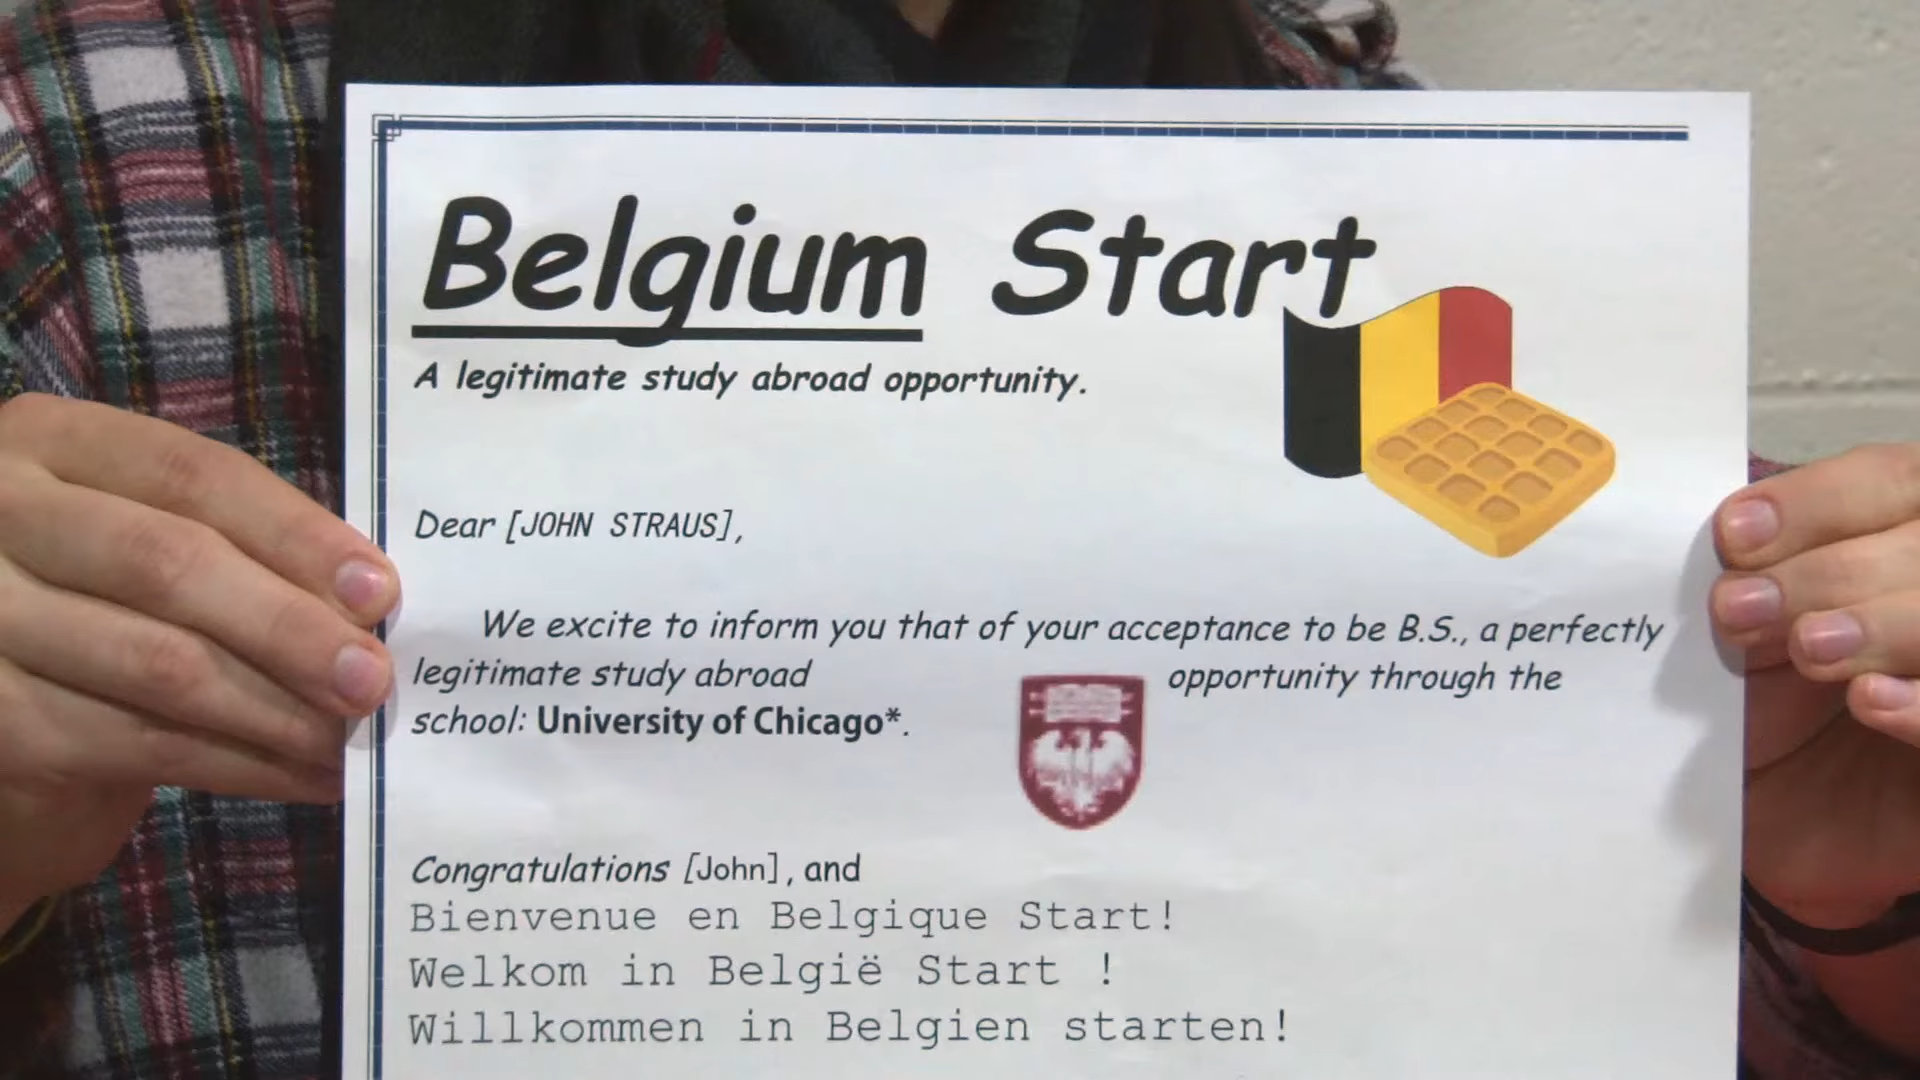 Belgium Start
A legitimate study abroad opportunity.
Dear [JOHN STRAUS],
We excite to inform you that of your acceptance to be B.S., a perfectly
legitimate study abroad opportunity through the
school: University of Chicago*.
Congratulations [John], and
Bienvenue en Belgique Start!
Welkom in België Start !
Willkommen in Belgien starten!